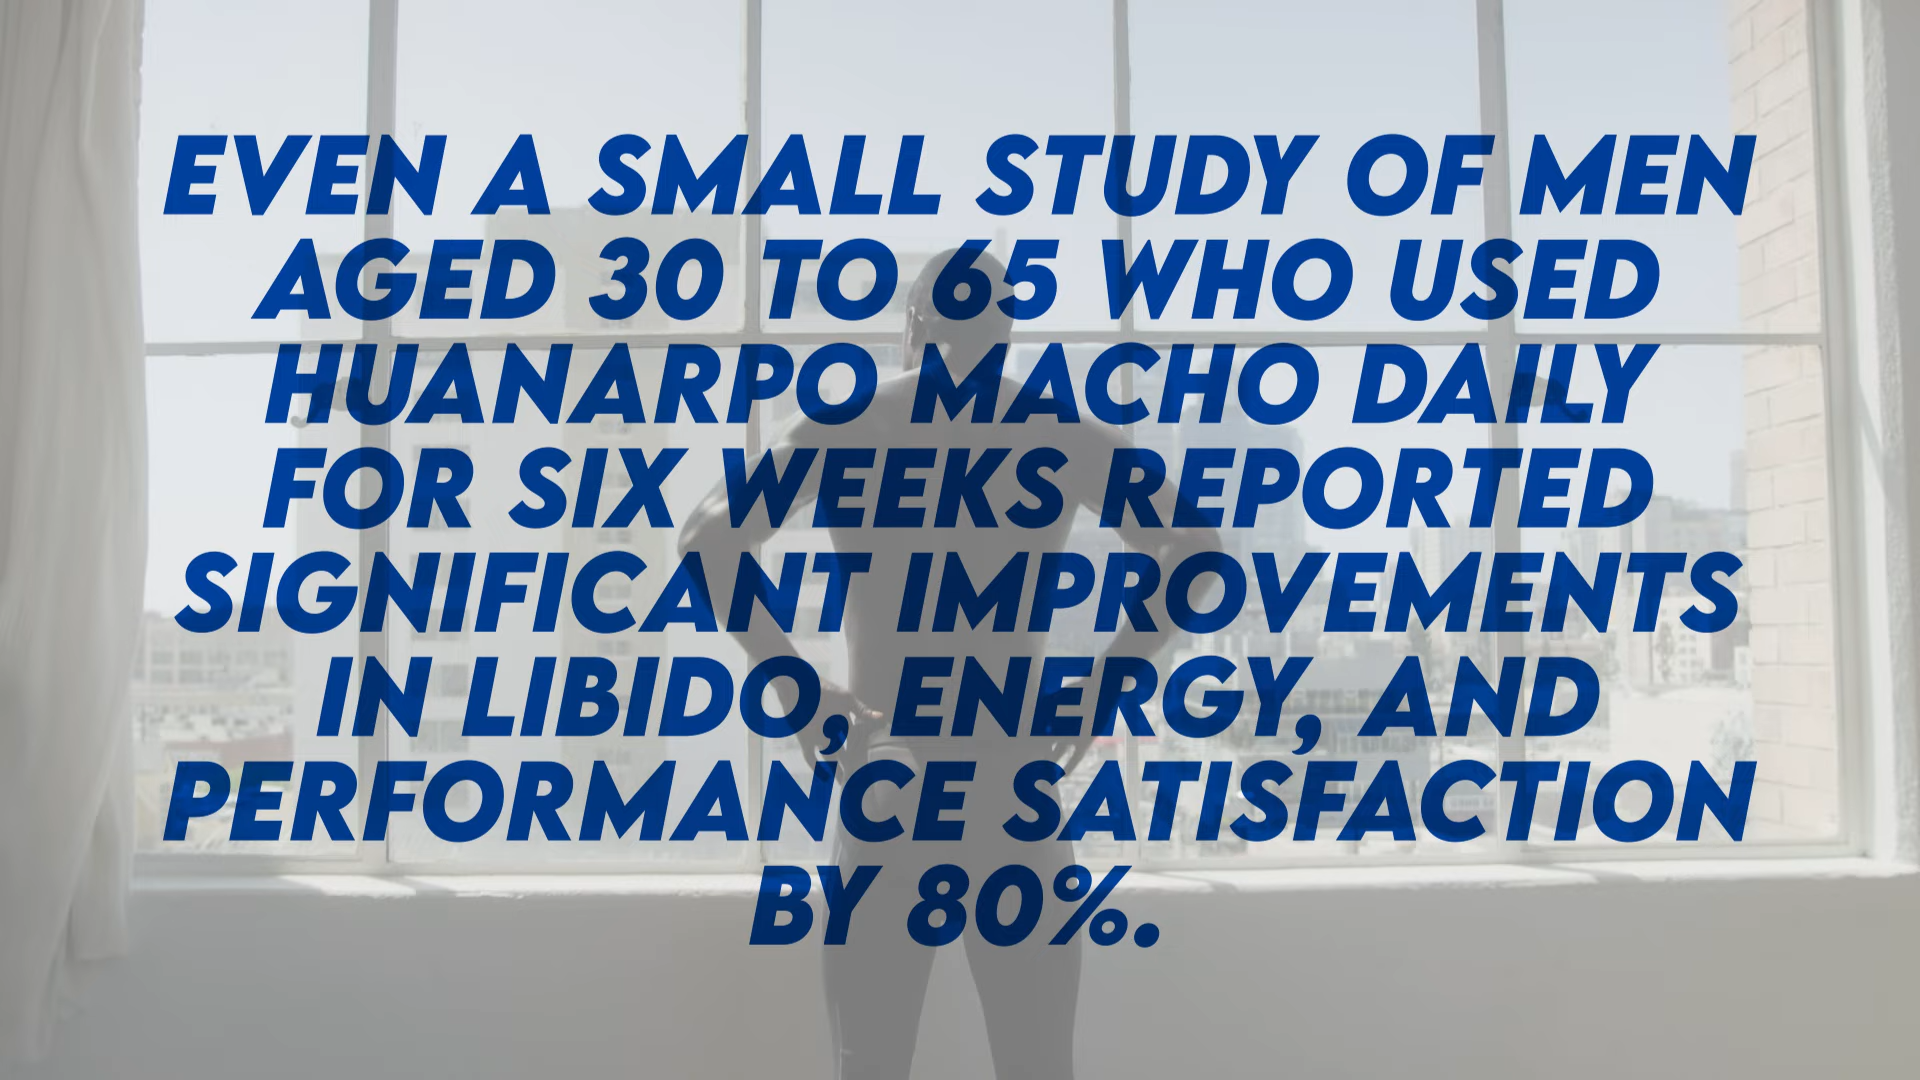 EVEN A SMALL STUDY OF MEN
AGED 30 TO 65 WHO USED
HUANARPO MACHO DAILY
FOR SIX WEEKS REPORTED
SIGNIFICANT IMPROVEMENTS
IN LIBIDO, ENERGY, AND
PERFORMANCE SATISFACTION
BY 80%.